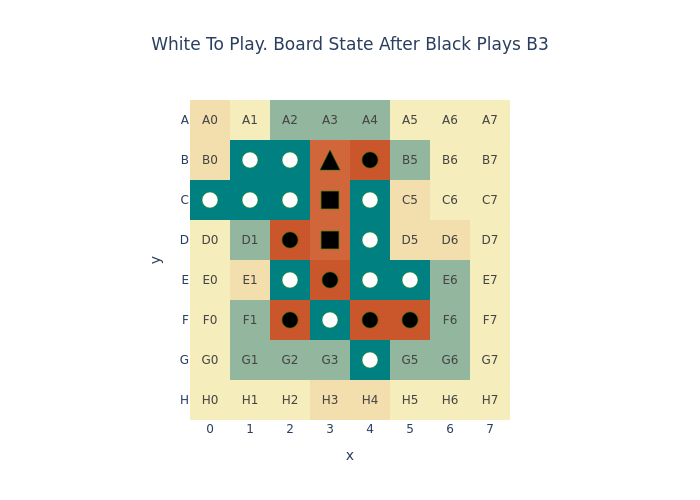 White To Play. Board State After Black Plays B3
A A0 A1 A2 A3 A4 A5 A6 A7
B B0 B5 B6 B7
C C5 C6 C7
D D0 D1 D5 D6 D7
y
E E0 E1 E6 E7
F F0 F1 F6 F7
G G0 G1 G2 G3 G5 G6 G7
H H0 H1 H2 H3 H4 H5 H6 H7
0 1 2 3 4 5 6 7
x